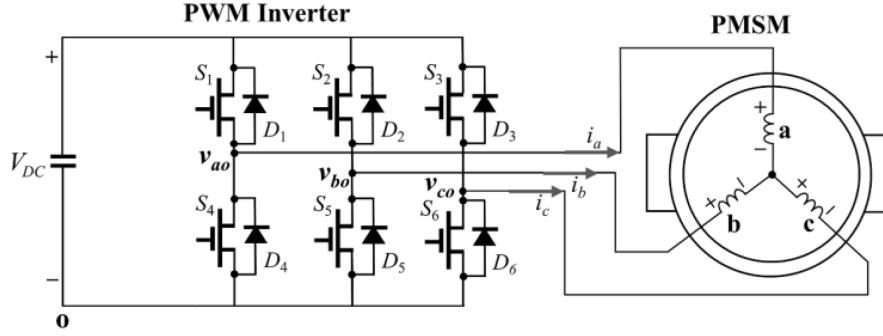 PWM Inverter
PMSM
+
S1
S2
S3
D1
D2
D3
ia
+
a
−
VDC
vao
vbo
vco
ib
ic
+
−
b
+
−
c
S4
S5
S6
D4
D5
D6
−
o